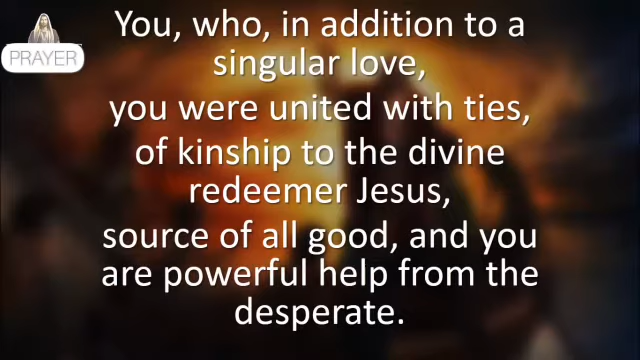 PRAYER
You, who, in addition to a
singular love,
you were united with ties,
of kinship to the divine
redeemer Jesus,
source of all good, and you
are powerful help from the
desperate.